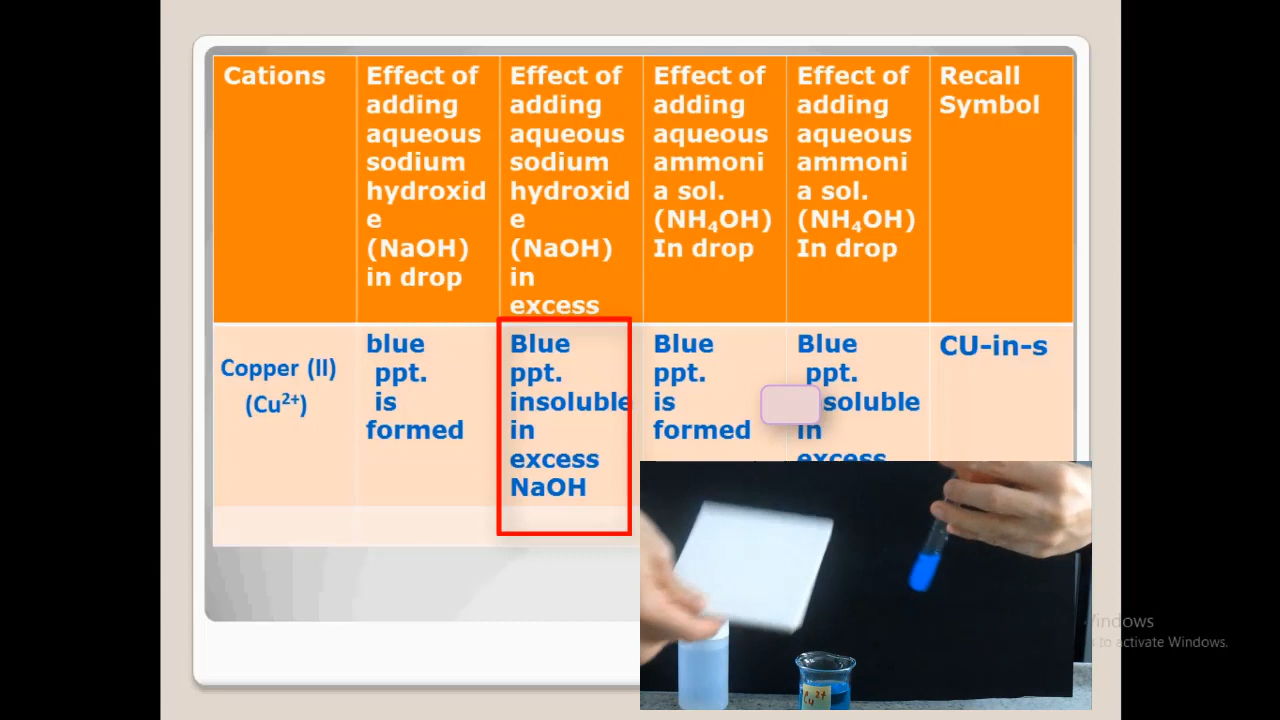 Cations
Effect of
adding
aqueous
sodium
hydroxid
e
(NaOH)
in drop
Effect of
adding
aqueous
sodium
hydroxid
e
(NaOH)
in
excess
Effect of
adding
aqueous
ammoni
a sol.
(NH₄OH)
In drop
Effect of
adding
aqueous
ammoni
a sol.
(NH₄OH)
In drop
Recall
Symbol
Copper (II)
(Cu²⁺)
blue
ppt.
is
formed
Blue
ppt.
insoluble
in
excess
NaOH
Blue
ppt.
is
formed
Blue
ppt.
soluble
in
excess
CU-in-s
Cu²⁺
Windows
to activate Windows.